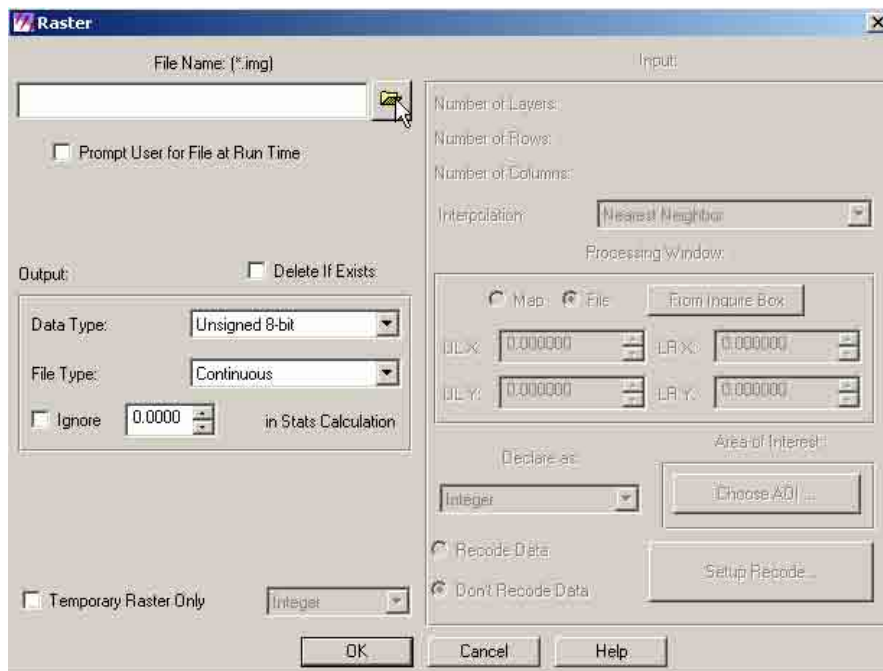 Raster
File Name: (*.img)
Prompt User for File at Run Time
Output:
Delete If Exists
Data Type:
Unsigned 8-bit
File Type:
Continuous
Ignore
0.0000
in Stats Calculation
Temporary Raster Only
Integer
Input:
Number of Layers:
Number of Rows:
Number of Columns:
Interpolation:
Nearest Neighbor
Processing Window:
Map
File
From Inquire Box
ULX:
0.000000
LRX:
0.000000
ULY:
0.000000
LRY:
0.000000
Declare as:
Integer
Area of Interest:
Choose AOI ...
Recode Data
Don't Recode Data
Setup Recode...
OK
Cancel
Help